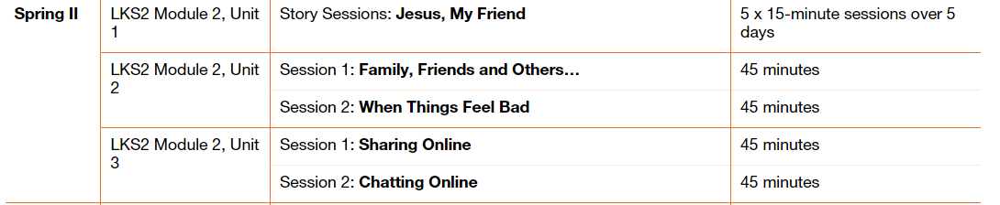 Spring II
LKS2 Module 2, Unit
1
Story Sessions: Jesus, My Friend
5 x 15-minute sessions over 5
days
LKS2 Module 2, Unit
2
Session 1: Family, Friends and Others…
45 minutes
Session 2: When Things Feel Bad
45 minutes
LKS2 Module 2, Unit
3
Session 1: Sharing Online
45 minutes
Session 2: Chatting Online
45 minutes